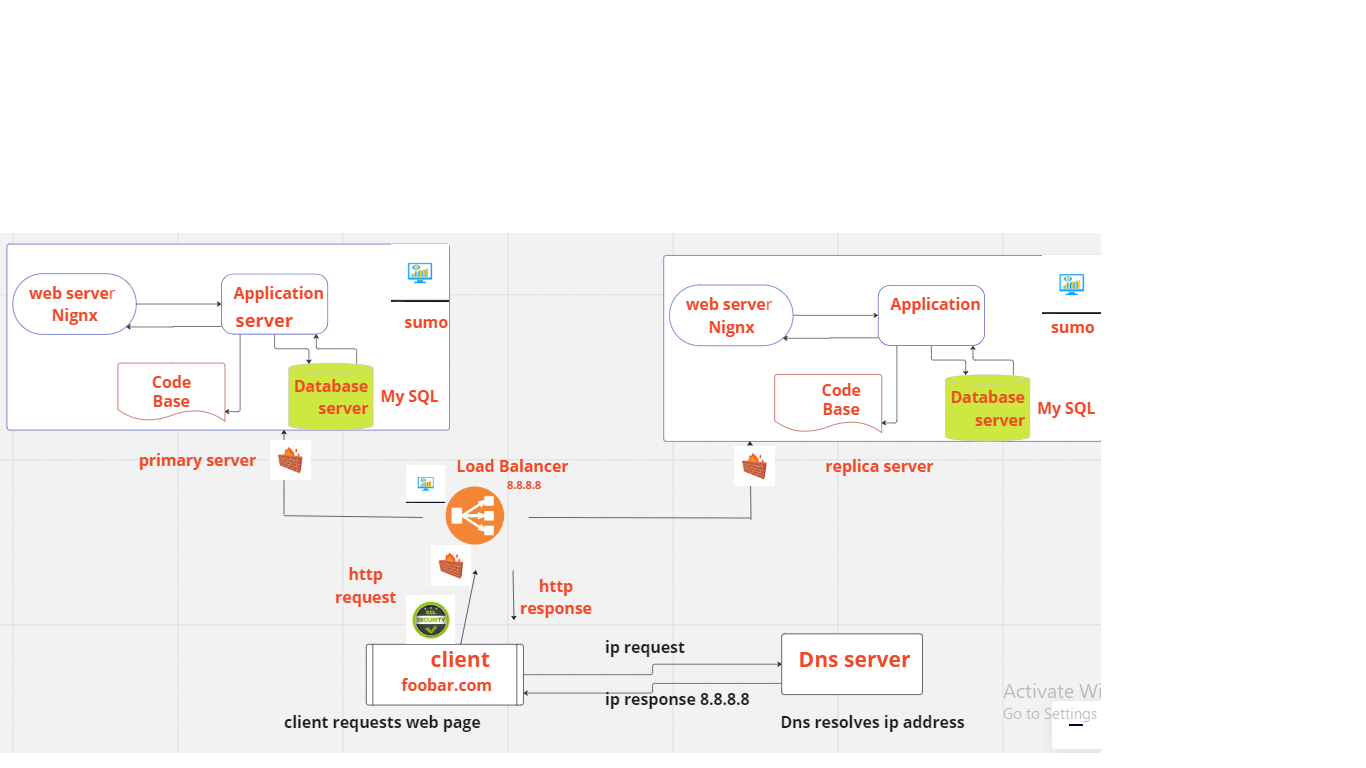 web server
Nignx
Application
server
sumo
Code
Base
Database
server
My SQL
primary server
web server
Nignx
Application
sumo
Code
Base
Database
server
My SQL
replica server
Load Balancer
8.8.8.8
http
request
http
response
SSL
SECURITY
client
foobar.com
client requests web page
ip request
ip response 8.8.8.8
Dns server
Dns resolves ip address
Activate Wi
Go to Settings